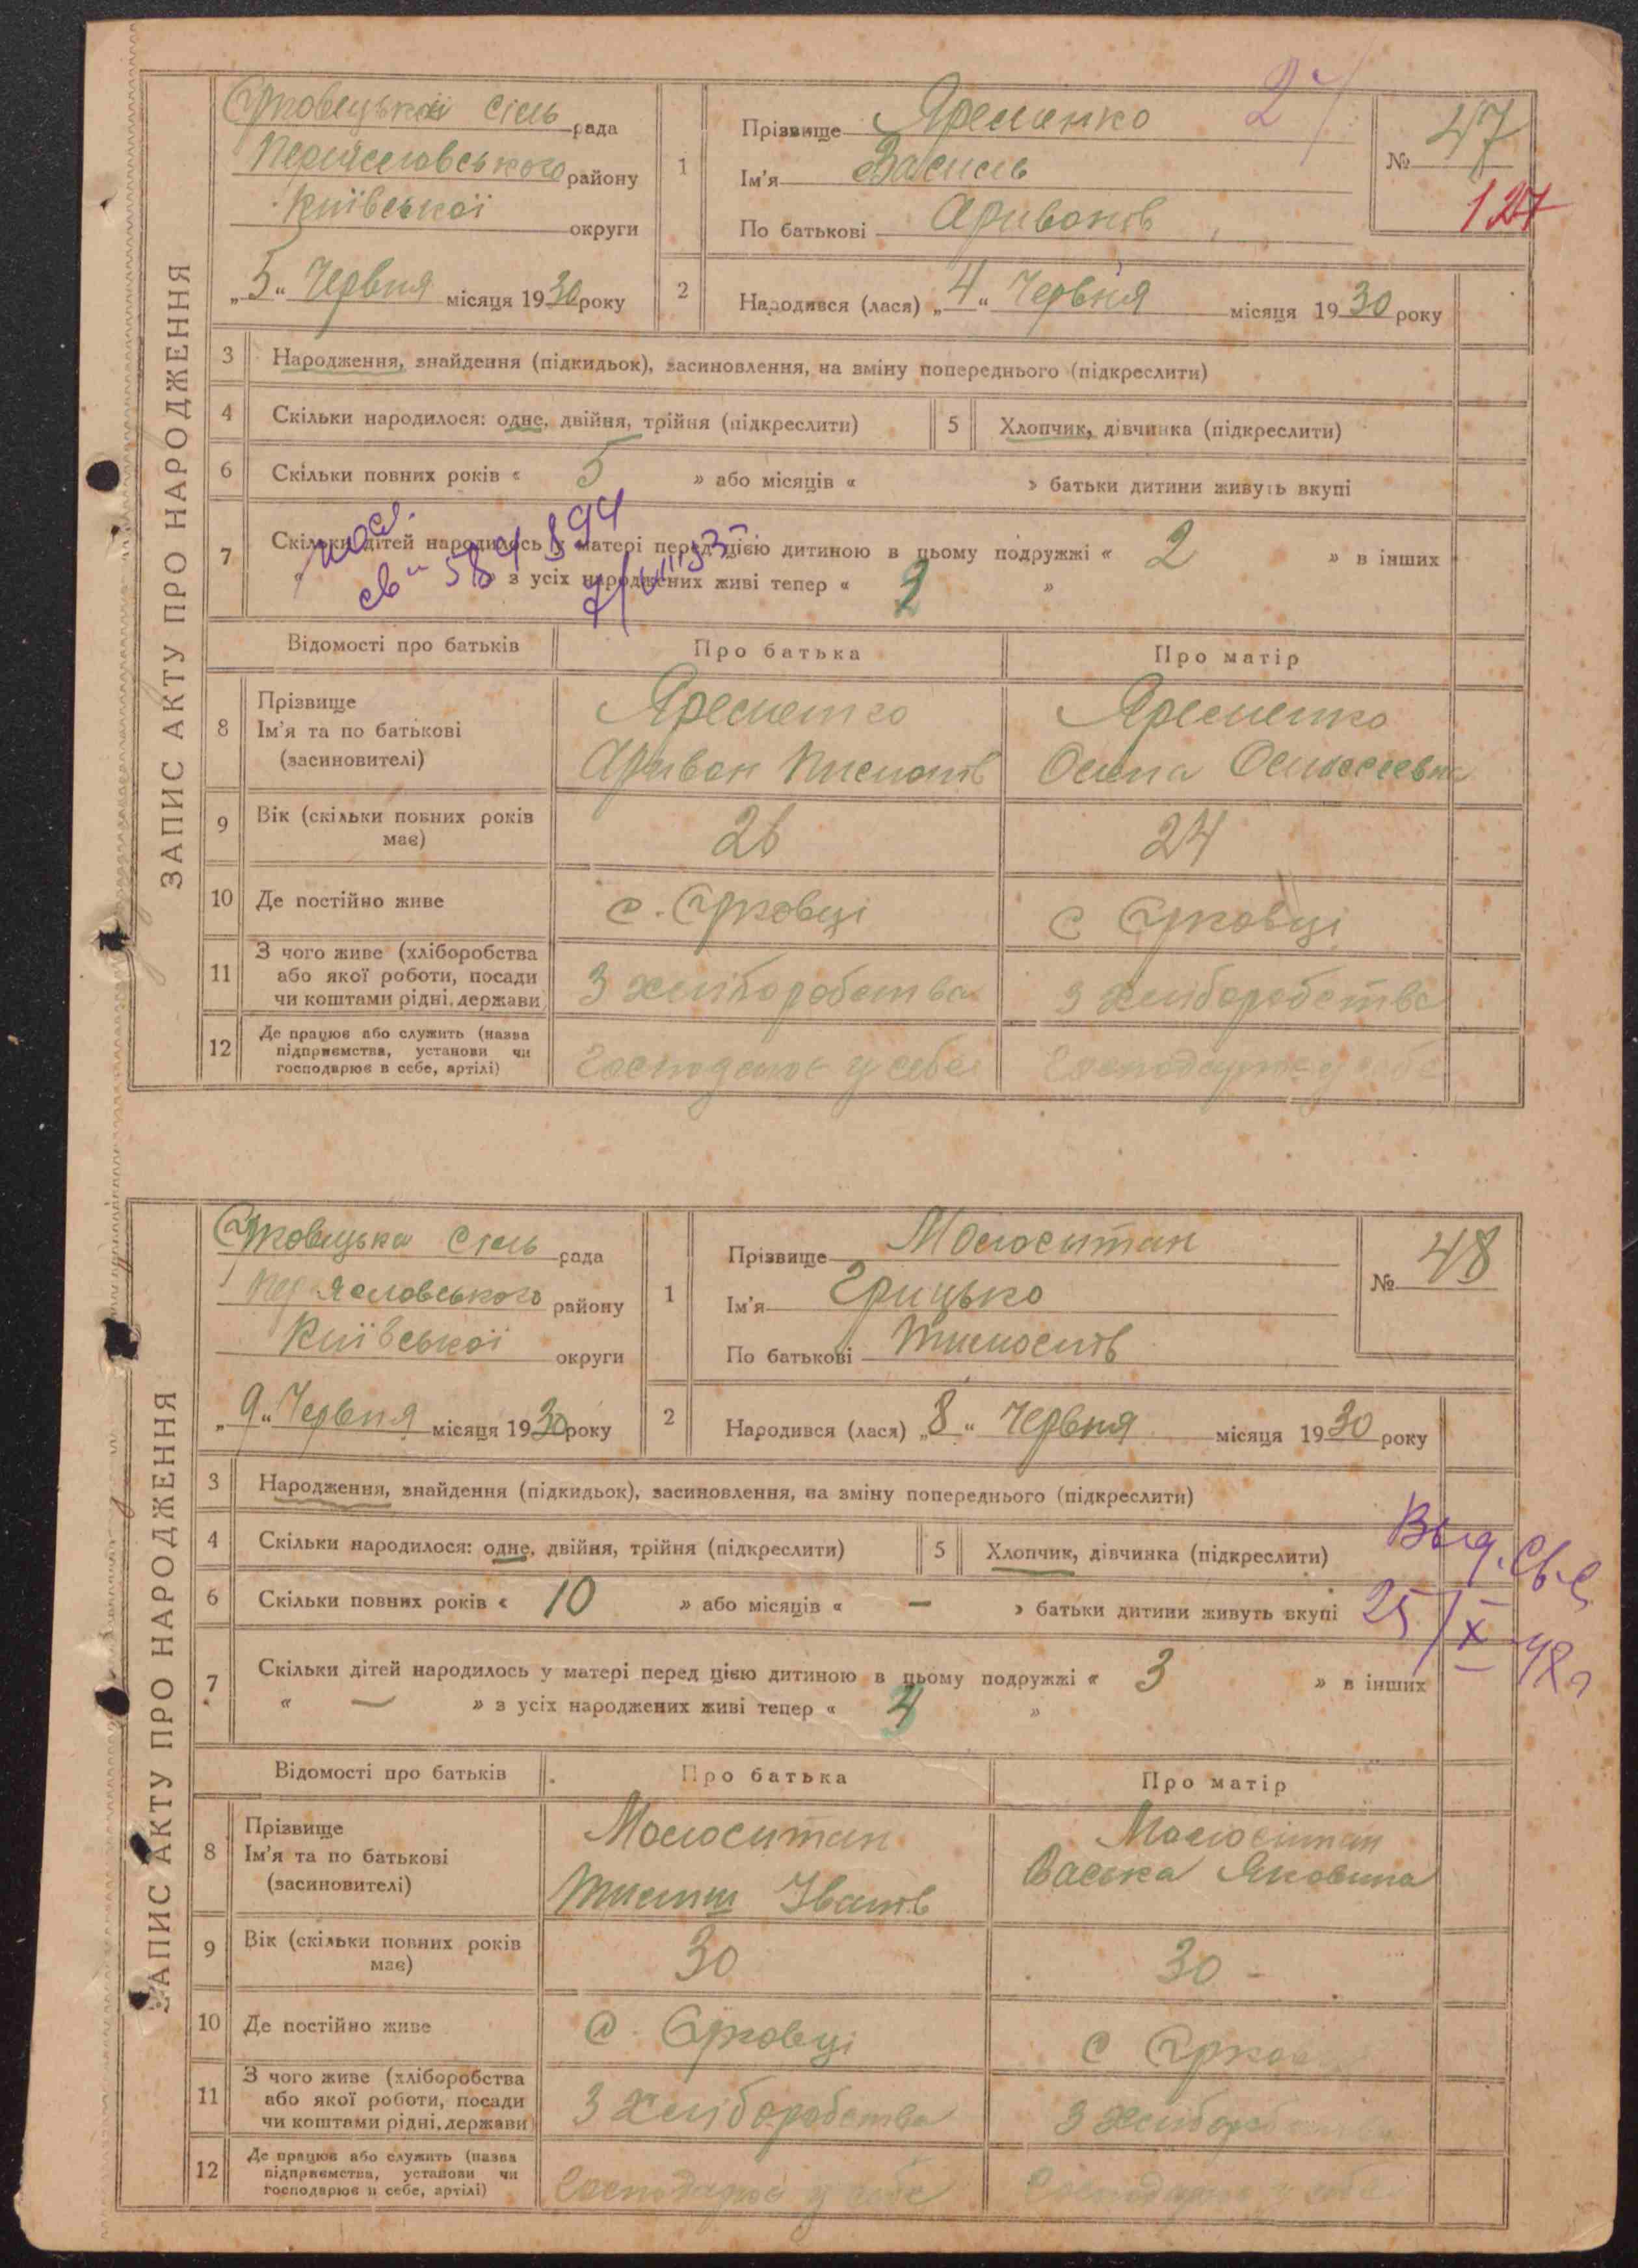 ЗАПИС АКТУ ПРО НАРОДЖЕННЯ
рада
району
Київської округи
„5“ Червня місяця 1930 року
1
Прізвище Яременко
Ім'я Василь
По батькові
№ 47
127
2
Народився (лася) „4“ Червня місяця 1930 року
3 Народження, знайдення (підкидьок), засиновлення, на зміну попереднього (підкреслити)
4 Скільки народилося: одне, двійня, трійня (підкреслити)
5 Хлопчик, дівчинка (підкреслити)
6 Скільки повних років « 5 » або місяців « » батьки дитини живуть вкупі
7 Скільки дітей народилось у матері перед цією дитиною в цьому подружжі « 2 » в інших
« » з усіх народжених живі тепер « »
Відомості про батьків
Про батька
Про матір
8 Прізвище
Ім'я та по батькові
(засиновителі)
Яременко
Яременко
9 Вік (скільки повних років
має)
26
24
10 Де постійно живе
с. Єрковці
с Єрковці
11 З чого живе (хліборобства
або якої роботи, посади
чи коштами рідні, держави
З хліборобства
З хліборобства
12 Де працює або служить (назва
підприємства, установи чи
господарює в себе, артілі)
Господарює у себе
Господарює у себе
ЗАПИС АКТУ ПРО НАРОДЖЕННЯ
Єрковецька Сіль рада
району
Київської округи
„9“ Червня місяця 1930 року
1
Прізвище Молоситан
Ім'я Грицько
По батькові
№ 48
2
Народився (лася) „8“ Червня місяця 1930 року
3 Народження, знайдення (підкидьок), засиновлення, на зміну попереднього (підкреслити)
4 Скільки народилося: одне, двійня, трійня (підкреслити)
5 Хлопчик, дівчинка (підкреслити)
Выд. св-е
6 Скільки повних років « 10 » або місяців « – » батьки дитини живуть вкупі
25/X
7 Скільки дітей народилось у матері перед цією дитиною в цьому подружжі « 3 » в інших
« — » з усіх народжених живі тепер « »
Відомості про батьків
Про батька
Про матір
8 Прізвище
Ім'я та по батькові
(засиновителі)
Молоситан
Іванів
Васька Яковина
9 Вік (скільки повних років
має)
30
30 -
10 Де постійно живе
с. Єрковці
с
11 З чого живе (хліборобства
або якої роботи, посади
чи коштами рідні, держави)
З хліборобства
З хліборобства
12 Де працює або служить (назва
підприємства, установи чи
господарює в себе, артілі)
Господарює у себе
Господарює у себе